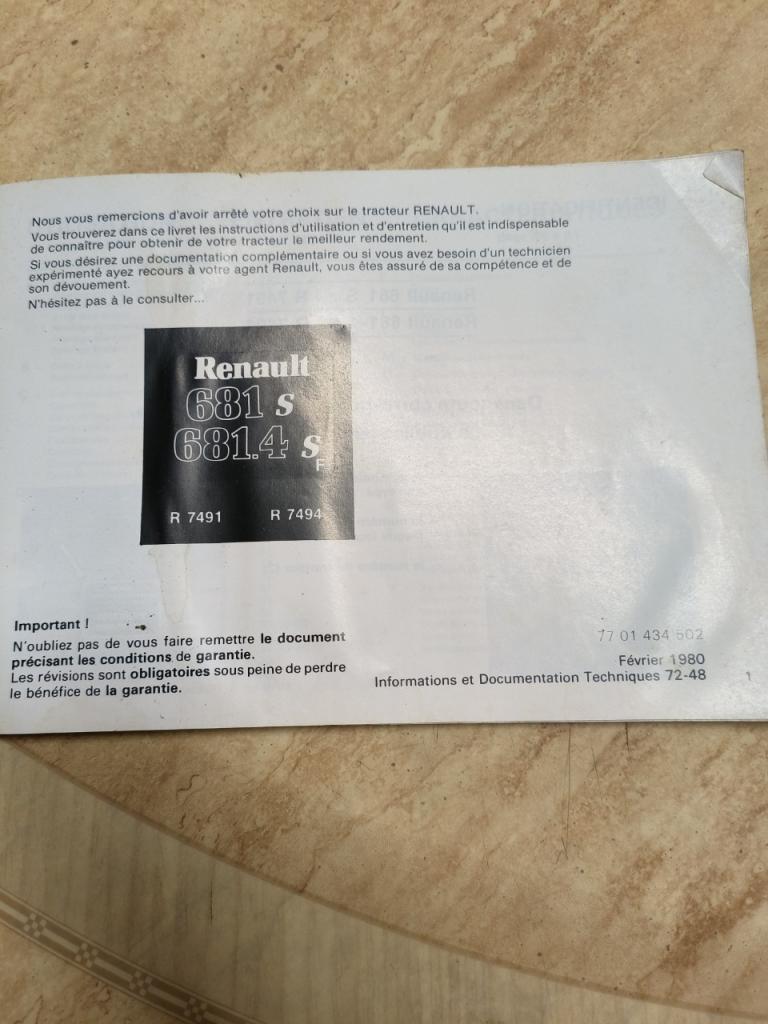 Nous vous remercions d'avoir arrêté votre choix sur le tracteur RENAULT.
Vous trouverez dans ce livret les instructions d'utilisation et d'entretien qu'il est indispensable
de connaître pour obtenir de votre tracteur le meilleur rendement.
Si vous désirez une documentation complémentaire ou si vous avez besoin d'un technicien
expérimenté ayez recours à votre agent Renault, vous êtes assuré de sa compétence et de
son dévouement.
N'hésitez pas à le consulter...
Renault
681 s
681.4 s
F
R 7491 R 7494
Important !
N'oubliez pas de vous faire remettre le document
précisant les conditions de garantie.
Les révisions sont obligatoires sous peine de perdre
le bénéfice de la garantie.
77 01 434 502
Février 1980
Informations et Documentation Techniques 72-48
1